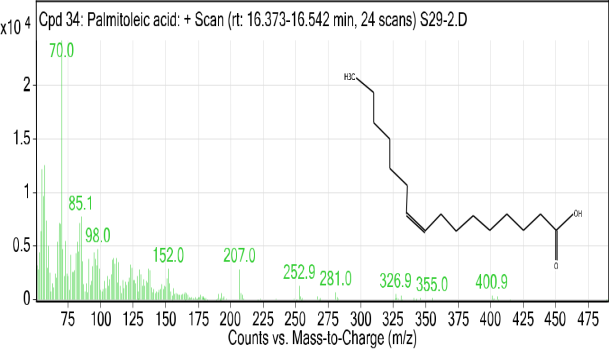 Cpd 34: Palmitoleic acid: + Scan (rt: 16.373-16.542 min, 24 scans) S29-2.D
x10 4
70.0
2
1.5
1
0.5
0
85.1
98.0
152.0
207.0
252.9
281.0
326.9
355.0
400.9
H3C
OH
O
75 100 125 150 175 200 225 250 275 300 325 350 375 400 425 450 475
Counts vs. Mass-to-Charge (m/z)